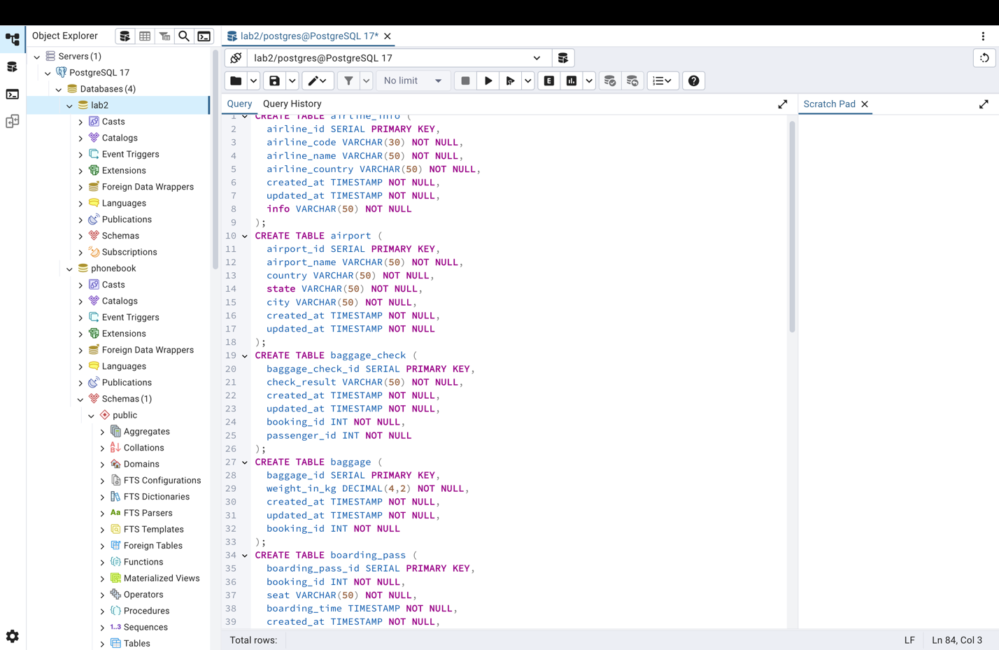 Object Explorer
Servers (1)
PostgreSQL 17
Databases (4)
lab2
Casts
Catalogs
Event Triggers
Extensions
Foreign Data Wrappers
Languages
Publications
Schemas
Subscriptions
phonebook
Casts
Catalogs
Event Triggers
Extensions
Foreign Data Wrappers
Languages
Publications
Schemas (1)
public
Aggregates
Collations
Domains
FTS Configurations
FTS Dictionaries
Aa FTS Parsers
FTS Templates
Foreign Tables
Functions
Materialized Views
Operators
Procedures
1..3 Sequences
Tables
lab2/postgres@PostgreSQL 17*
lab2/postgres@PostgreSQL 17
No limit
E
Query Query History
Scratch Pad
1 CREATE TABLE airline_info (
2 airline_id SERIAL PRIMARY KEY,
3 airline_code VARCHAR(30) NOT NULL,
4 airline_name VARCHAR(50) NOT NULL,
5 airline_country VARCHAR(50) NOT NULL,
6 created_at TIMESTAMP NOT NULL,
7 updated_at TIMESTAMP NOT NULL,
8 info VARCHAR(50) NOT NULL
9 );
10 CREATE TABLE airport (
11 airport_id SERIAL PRIMARY KEY,
12 airport_name VARCHAR(50) NOT NULL,
13 country VARCHAR(50) NOT NULL,
14 state VARCHAR(50) NOT NULL,
15 city VARCHAR(50) NOT NULL,
16 created_at TIMESTAMP NOT NULL,
17 updated_at TIMESTAMP NOT NULL
18 );
19 CREATE TABLE baggage_check (
20 baggage_check_id SERIAL PRIMARY KEY,
21 check_result VARCHAR(50) NOT NULL,
22 created_at TIMESTAMP NOT NULL,
23 updated_at TIMESTAMP NOT NULL,
24 booking_id INT NOT NULL,
25 passenger_id INT NOT NULL
26 );
27 CREATE TABLE baggage (
28 baggage_id SERIAL PRIMARY KEY,
29 weight_in_kg DECIMAL(4,2) NOT NULL,
30 created_at TIMESTAMP NOT NULL,
31 updated_at TIMESTAMP NOT NULL,
32 booking_id INT NOT NULL
33 );
34 CREATE TABLE boarding_pass (
35 boarding_pass_id SERIAL PRIMARY KEY,
36 booking_id INT NOT NULL,
37 seat VARCHAR(50) NOT NULL,
38 boarding_time TIMESTAMP NOT NULL,
39 created_at TIMESTAMP NOT NULL,
Total rows:
LF Ln 84, Col 3